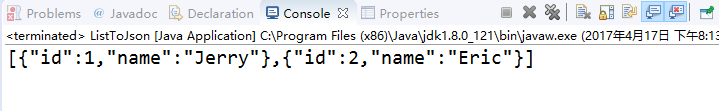 Problems @ Javadoc Declaration Console Properties
<terminated> ListToJson [Java Application] C:\Program Files (x86)\Java\jdk1.8.0_121\bin\javaw.exe (2017年4月17日 下午8:13
[{"id":1,"name":"Jerry"},{"id":2,"name":"Eric"}]